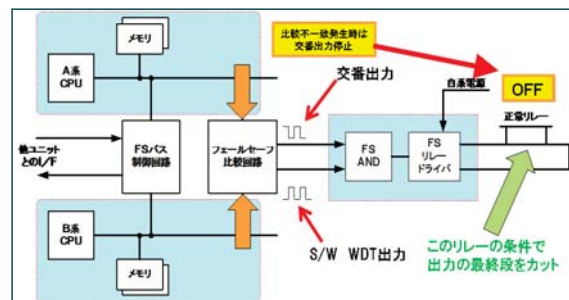 メモリ
A系
CPU
比較不一致発生時は
交番出力停止
交番出力
自系電源
OFF
正常リレー
他ユニット
とのI/F
FSバス
制御回路
フェールセーフ
比較回路
FS
AND
FS
リレー
ドライバ
B系
CPU
メモリ
S/W WDT出力
このリレーの条件で
出力の最終段をカット